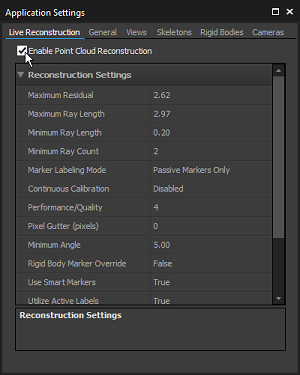 Application Settings
Live Reconstruction General Views Skeletons Rigid Bodies Cameras
Enable Point Cloud Reconstruction
Reconstruction Settings
Maximum Residual 2.62
Maximum Ray Length 2.97
Minimum Ray Length 0.20
Minimum Ray Count 2
Marker Labeling Mode Passive Markers Only
Continuous Calibration Disabled
Performance/Quality 4
Pixel Gutter (pixels) 0
Minimum Angle 5.00
Rigid Body Marker Override False
Use Smart Markers True
Utilize Active Labels True
Reconstruction Settings